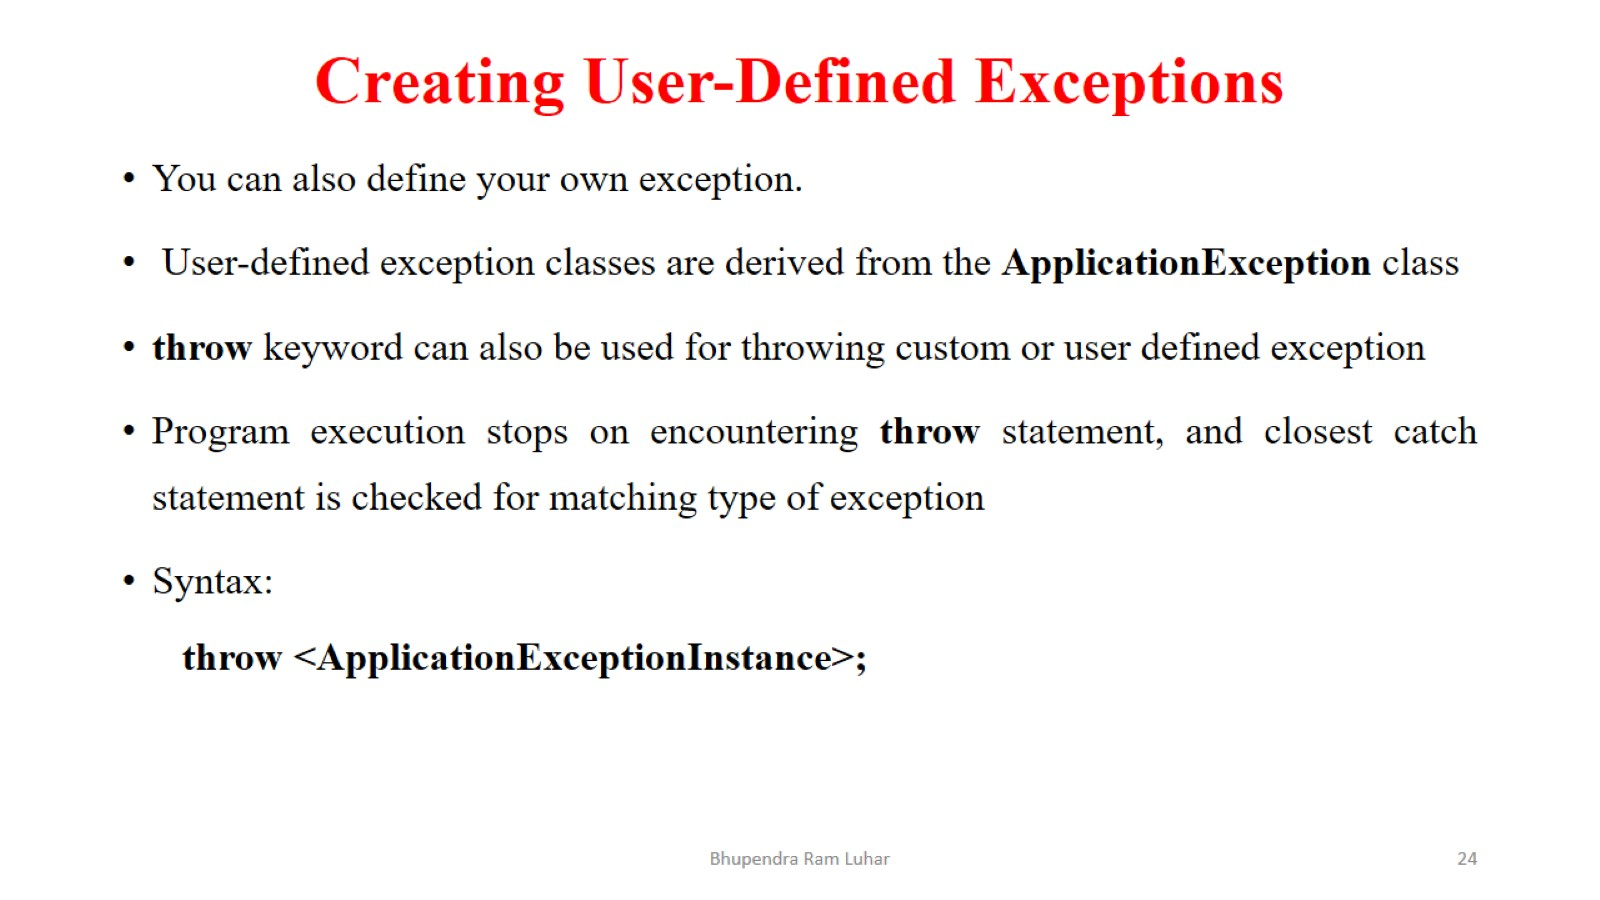 Creating User-Defined Exceptions
• You can also define your own exception.
• User-defined exception classes are derived from the ApplicationException class
• throw keyword can also be used for throwing custom or user defined exception
• Program execution stops on encountering throw statement, and closest catch
statement is checked for matching type of exception
• Syntax:
throw <ApplicationExceptionInstance>;
Bhupendra Ram Luhar
24